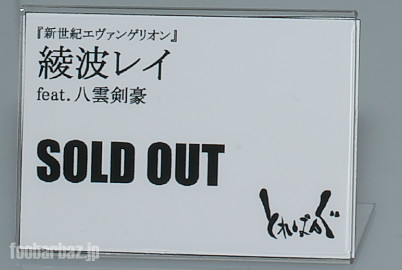 『新世紀エヴァンゲリオン』
綾波レイ
feat.八雲剣豪
SOLD OUT
とればんぐ
foobarbaz.jp